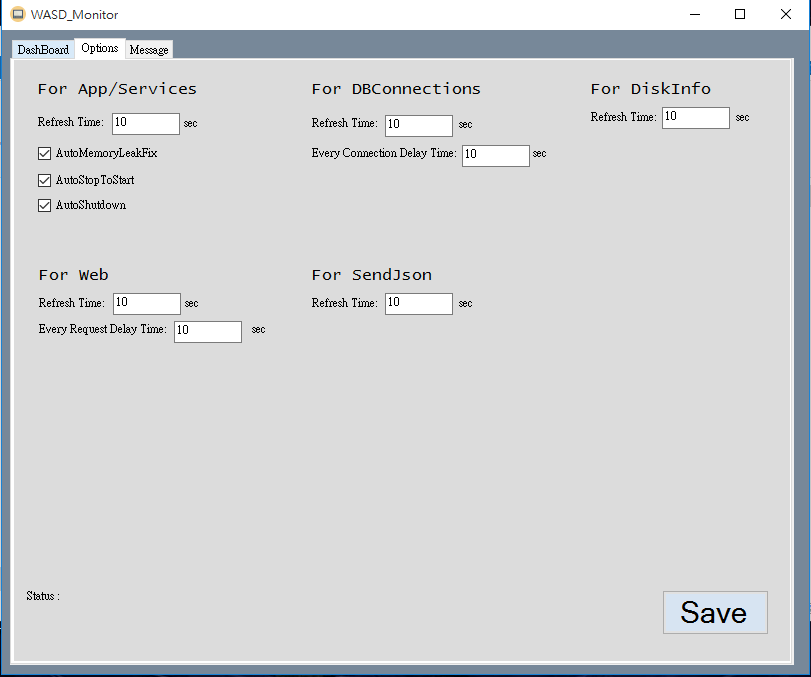 WASD_Monitor
DashBoard Options Message
For App/Services
Refresh Time: 10 sec
AutoMemoryLeakFix
AutoStopToStart
AutoShutdown
For DBConnections
Refresh Time: 10 sec
Every Connection Delay Time: 10 sec
For DiskInfo
Refresh Time: 10 sec
For Web
Refresh Time: 10 sec
Every Request Delay Time: 10 sec
For SendJson
Refresh Time: 10 sec
Status :
Save